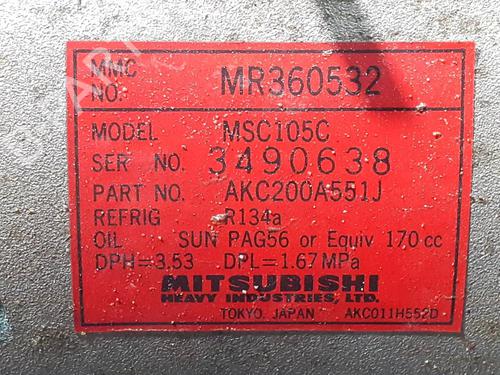 MMC NO. MR360532
MODEL MSC105C
SER NO. 3490638
PART NO. AKC200A551J
REFRIG R134a
OIL SUN PAG56 or Equiv 170 cc
DPH=3.53 DPL=1.67MPa
MITSUBISHI
HEAVY INDUSTRIES, LTD.
TOKYO. JAPAN AKC011H552D